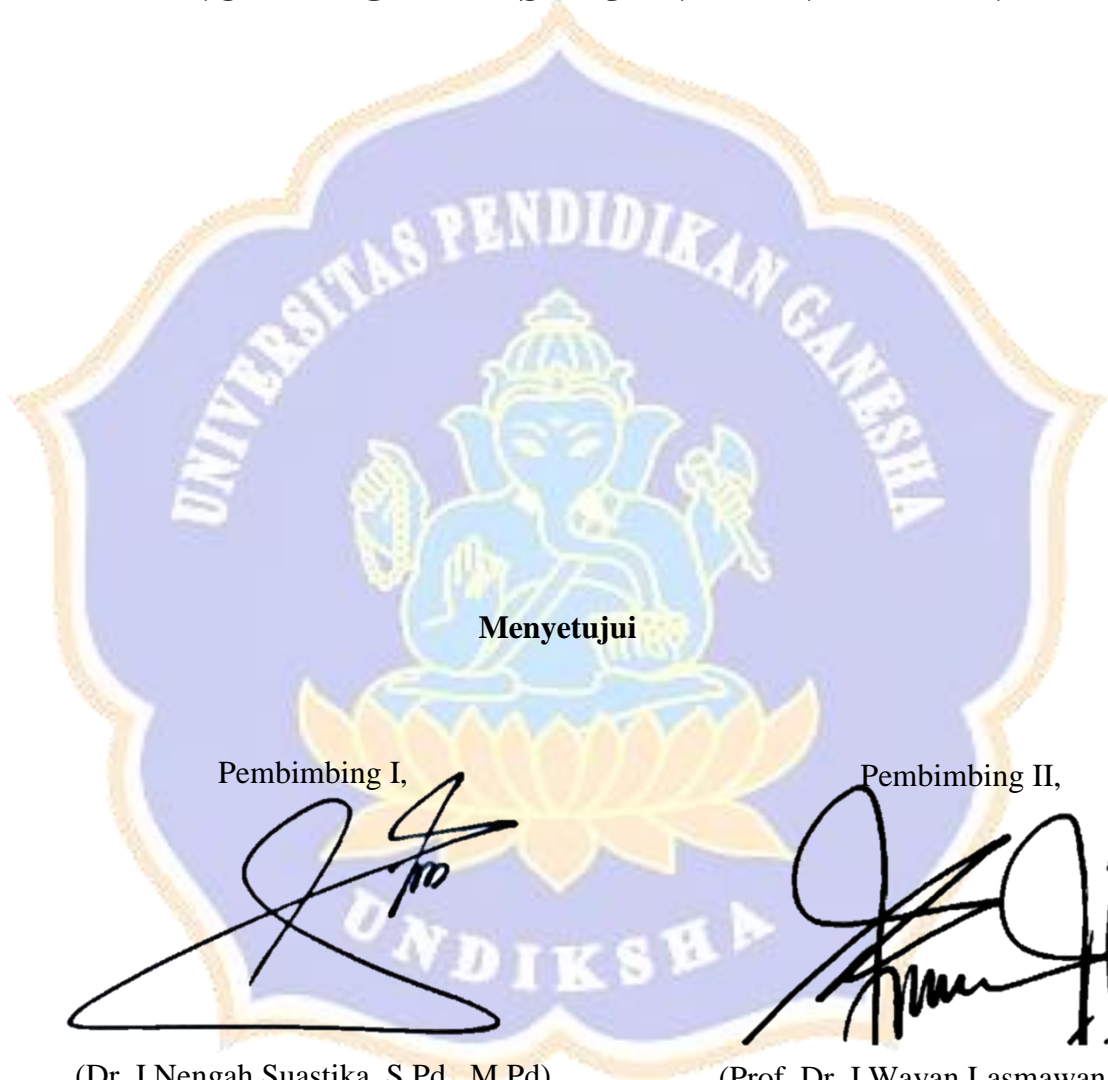 UNIVERSITAS PENDIDIKAN GANESHA
Menyetujui
Pembimbing I,
Pembimbing II,
UNDIKSHA
(Dr. I Nengah Suastika, S.Pd., M.Pd)
(Prof. Dr. I Wayan Lasmawan,